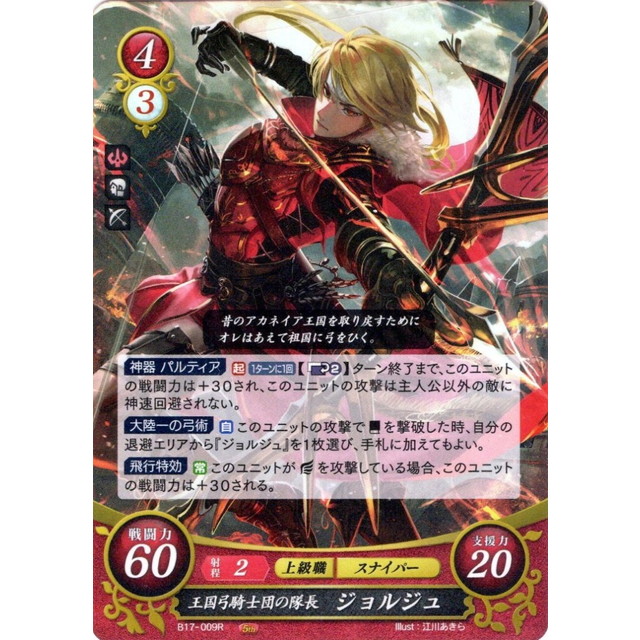 4
3
昔のアカネイア王国を取り戻すために
オレはあえて祖国に弓をひく。
神器 パルティア 起 1ターンに1回【 2】ターン終了まで、このユニット
の戦闘力は＋30され、このユニットの攻撃は主人公以外の敵に
神速回避されない。
大陸一の弓術 自 このユニットの攻撃で を撃破した時、自分の
退避エリアから『ジョルジュ』を1枚選び、手札に加えてもよい。
飛行特効 常 このユニットが を攻撃している場合、このユニット
の戦闘力は＋30される。
戦闘力
60
射程 2
上級職
スナイパー
支援力
20
王国弓騎士団の隊長 ジョルジュ
B17-009R
Illust：江川あきら